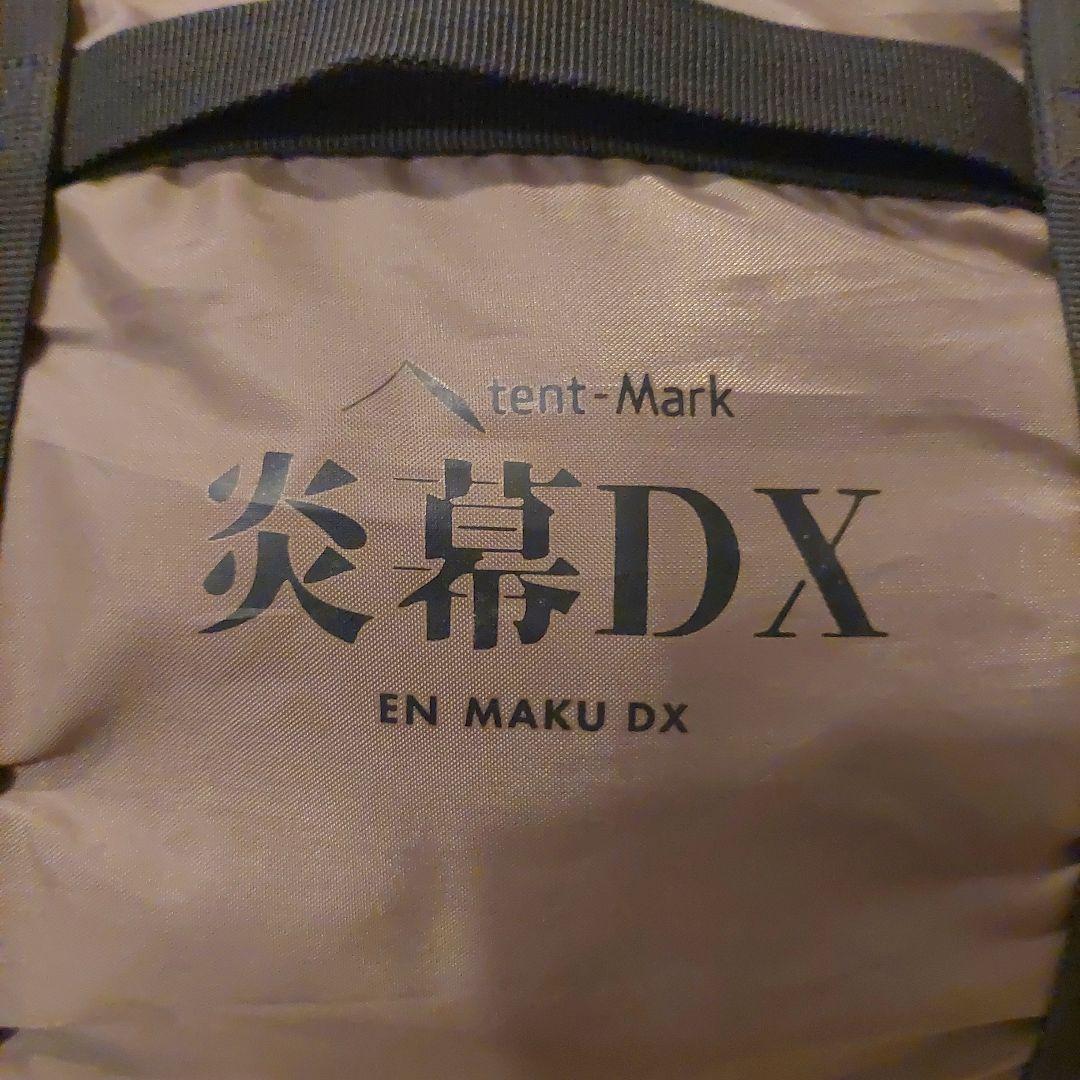 tent-Mark
炎幕DX
EN MAKU DX